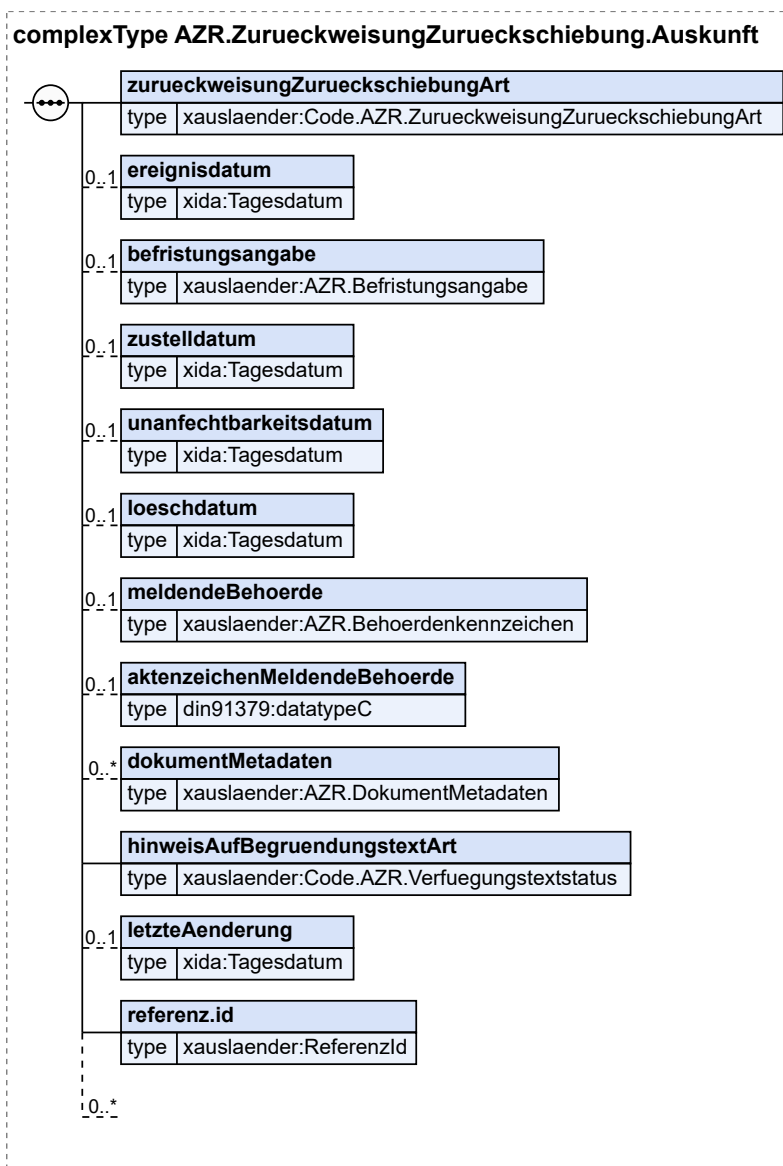 complexType AZR.ZurueckweisungZurueckschiebung.Auskunft
zurueckweisungZurueckschiebungArt
type xauslaender:Code.AZR.ZurueckweisungZurueckschiebungArt
0..1 ereignisdatum
type xida:Tagesdatum
0..1 befristungsangabe
type xauslaender:AZR.Befristungsangabe
0..1 zustelldatum
type xida:Tagesdatum
0..1 unanfechtbarkeitsdatum
type xida:Tagesdatum
0..1 loeschdatum
type xida:Tagesdatum
0..1 meldendeBehoerde
type xauslaender:AZR.Behoerdenkennzeichen
0..1 aktenzeichenMeldendeBehoerde
type din91379:datatypeC
0..* dokumentMetadaten
type xauslaender:AZR.DokumentMetadaten
hinweisAufBegruendungstextArt
type xauslaender:Code.AZR.Verfuegungstextstatus
0..1 letzteAenderung
type xida:Tagesdatum
referenz.id
type xauslaender:ReferenzId
0..*